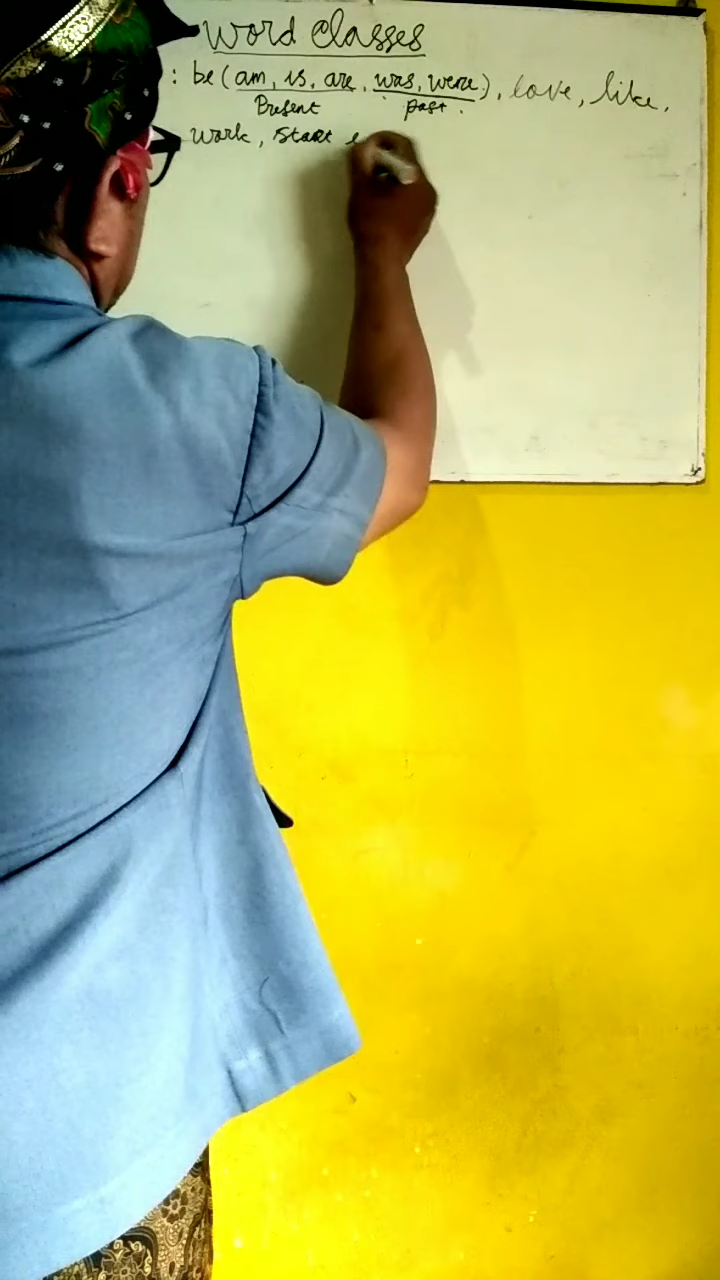 Word Classes
: be (am, is, are, was, were), love, like,
Present past
work, start